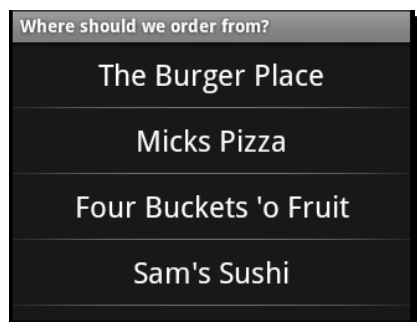 Where should we order from?
The Burger Place
Micks Pizza
Four Buckets 'o Fruit
Sam's Sushi